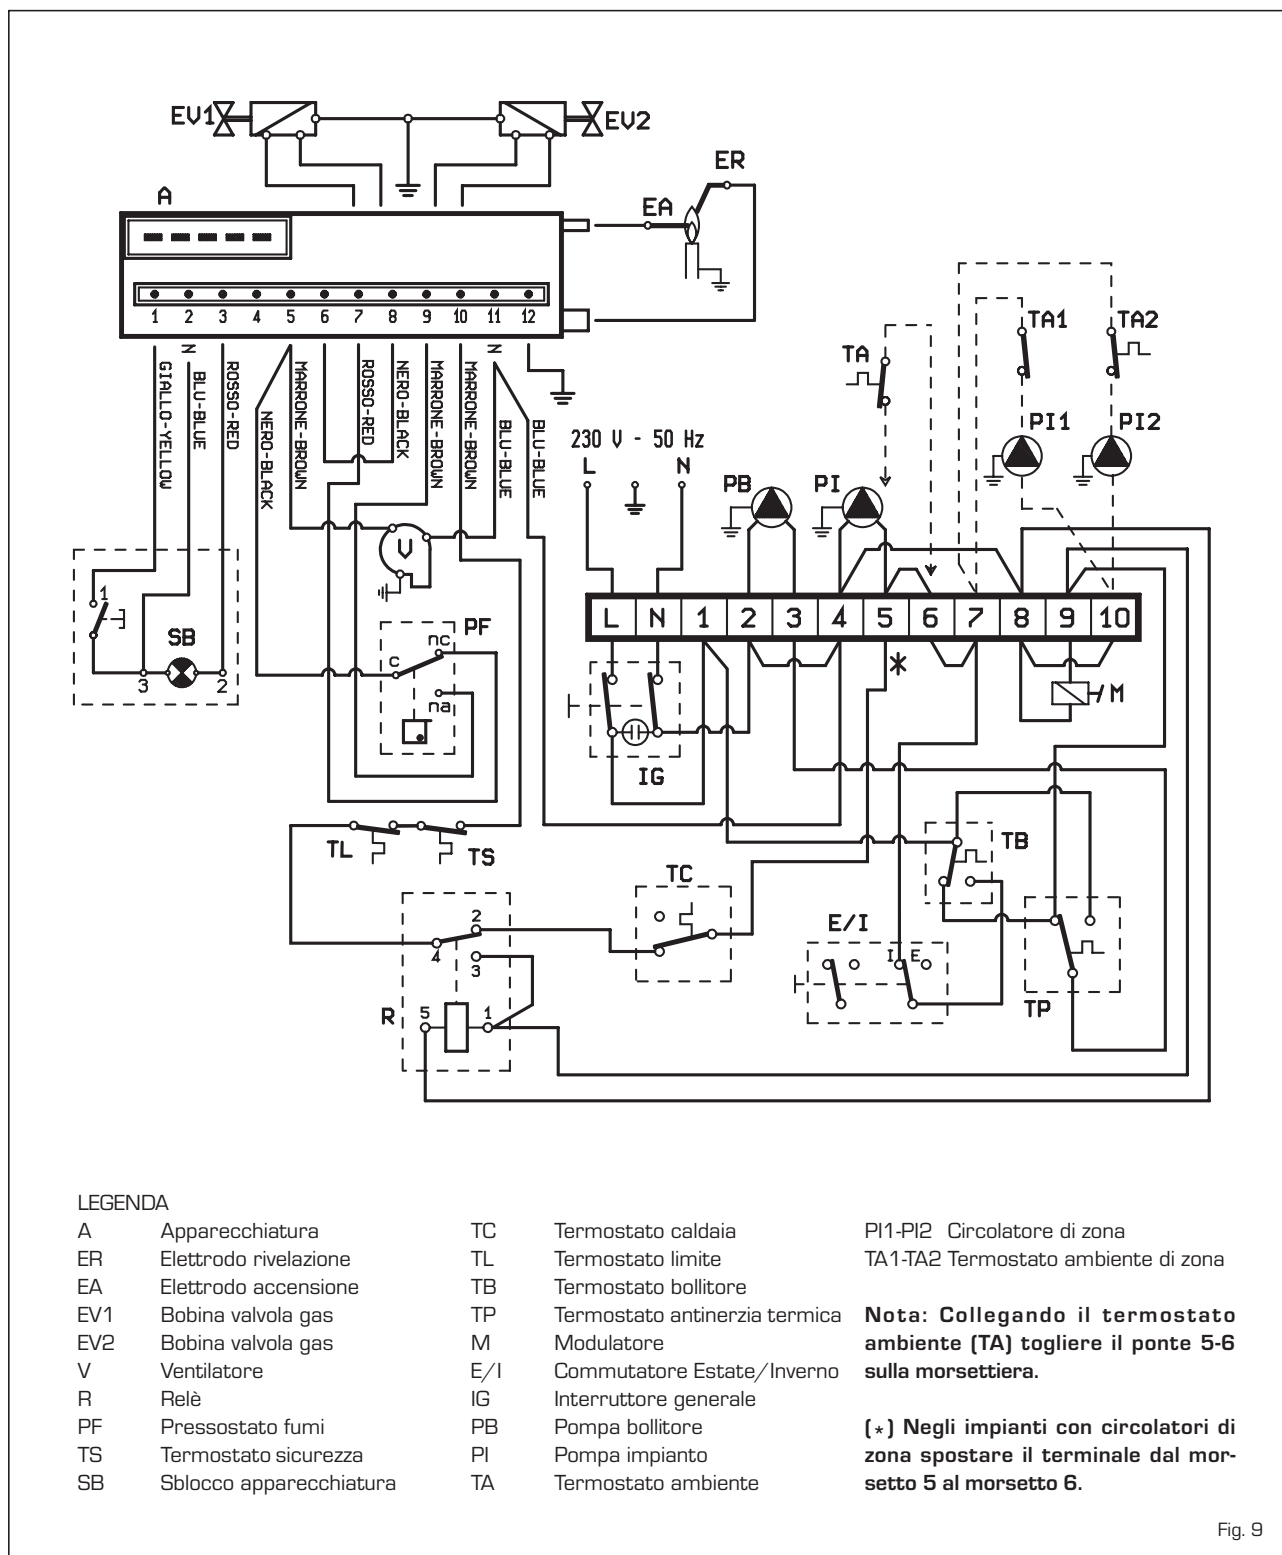 EV1
EV2
ER
EA
A
1 2 3 4 5 6 7 8 9 10 11 12
N
N
GIALLO-YELLOW
BLU-BLUE
ROSSO-RED
NERO-BLACK
MARRONE-BROWN
ROSSO-RED
NERO-BLACK
MARRONE-BROWN
MARRONE-BROWN
BLU-BLUE
BLU-BLUE
TA
TA1
TA2
PI1
PI2
230 V - 50 Hz
L
N
PB
PI
V
L N 1 2 3 4 5 6 7 8 9 10
*
1
SB
3
2
PF
nc
c
na
IG
M
TL
TS
TB
TC
E/I
I
E
TP
2
4
3
R
5
1
LEGENDA
A Apparecchiatura
ER Elettrodo rivelazione
EA Elettrodo accensione
EV1 Bobina valvola gas
EV2 Bobina valvola gas
V Ventilatore
R Relè
PF Pressostato fumi
TS Termostato sicurezza
SB Sblocco apparecchiatura
TC Termostato caldaia
TL Termostato limite
TB Termostato bollitore
TP Termostato antinerzia termica
M Modulatore
E/I Commutatore Estate/Inverno
IG Interruttore generale
PB Pompa bollitore
PI Pompa impianto
TA Termostato ambiente
PI1-PI2 Circolatore di zona
TA1-TA2 Termostato ambiente di zona
Nota: Collegando il termostato
ambiente (TA) togliere il ponte 5-6
sulla morsettiera.
(*) Negli impianti con circolatori di
zona spostare il terminale dal mor-
setto 5 al morsetto 6.
Fig. 9